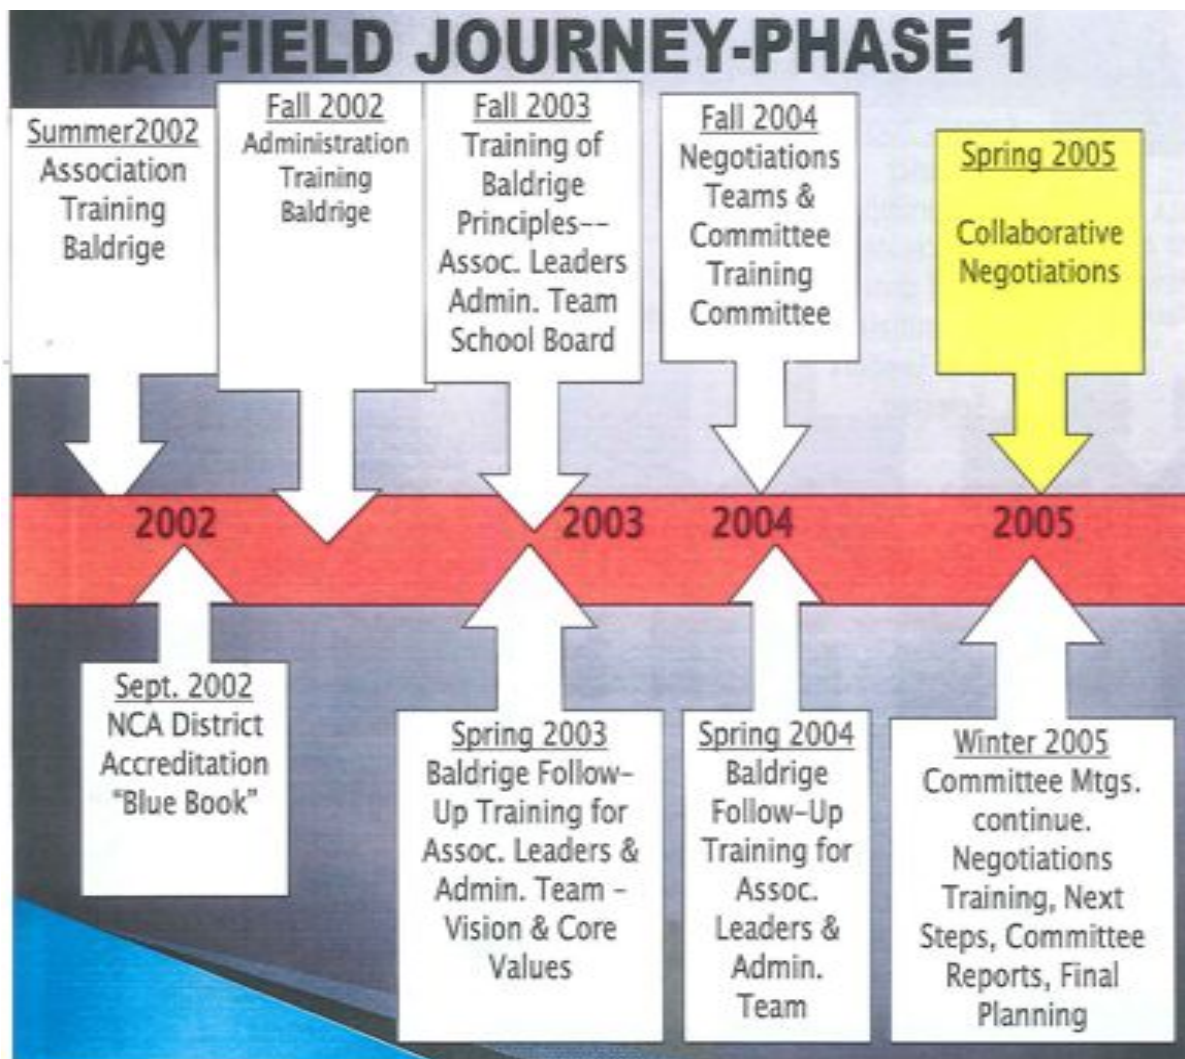 MAYFIELD JOURNEY-PHASE 1
Summer2002
Association
Training
Baldrige
Fall 2002
Administration
Training
Baldrige
Fall 2003
Training of
Baldrige
Principles--
Assoc. Leaders
Admin. Team
School Board
Fall 2004
Negotiations
Teams &
Committee
Training
Committee
Spring 2005
Collaborative
Negotiations
2002
2003
2004
2005
Sept. 2002
NCA District
Accreditation
"Blue Book"
Spring 2003
Baldrige Follow-
Up Training for
Assoc. Leaders &
Admin. Team -
Vision & Core
Values
Spring 2004
Baldrige
Follow-Up
Training for
Assoc.
Leaders &
Admin.
Team
Winter 2005
Committee Mtgs.
continue.
Negotiations
Training, Next
Steps, Committee
Reports, Final
Planning